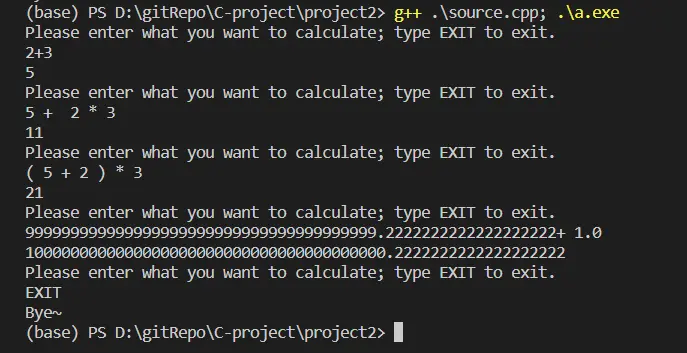 (base) PS D:\gitRepo\C-project\project2> g++ .\source.cpp; .\a.exe
Please enter what you want to calculate; type EXIT to exit.
2+3
5
Please enter what you want to calculate; type EXIT to exit.
5 +  2 * 3
11
Please enter what you want to calculate; type EXIT to exit.
( 5 + 2 ) * 3
21
Please enter what you want to calculate; type EXIT to exit.
999999999999999999999999999999999999999.2222222222222222222+ 1.0
1000000000000000000000000000000000000000.2222222222222222222
Please enter what you want to calculate; type EXIT to exit.
EXIT
Bye~
(base) PS D:\gitRepo\C-project\project2>